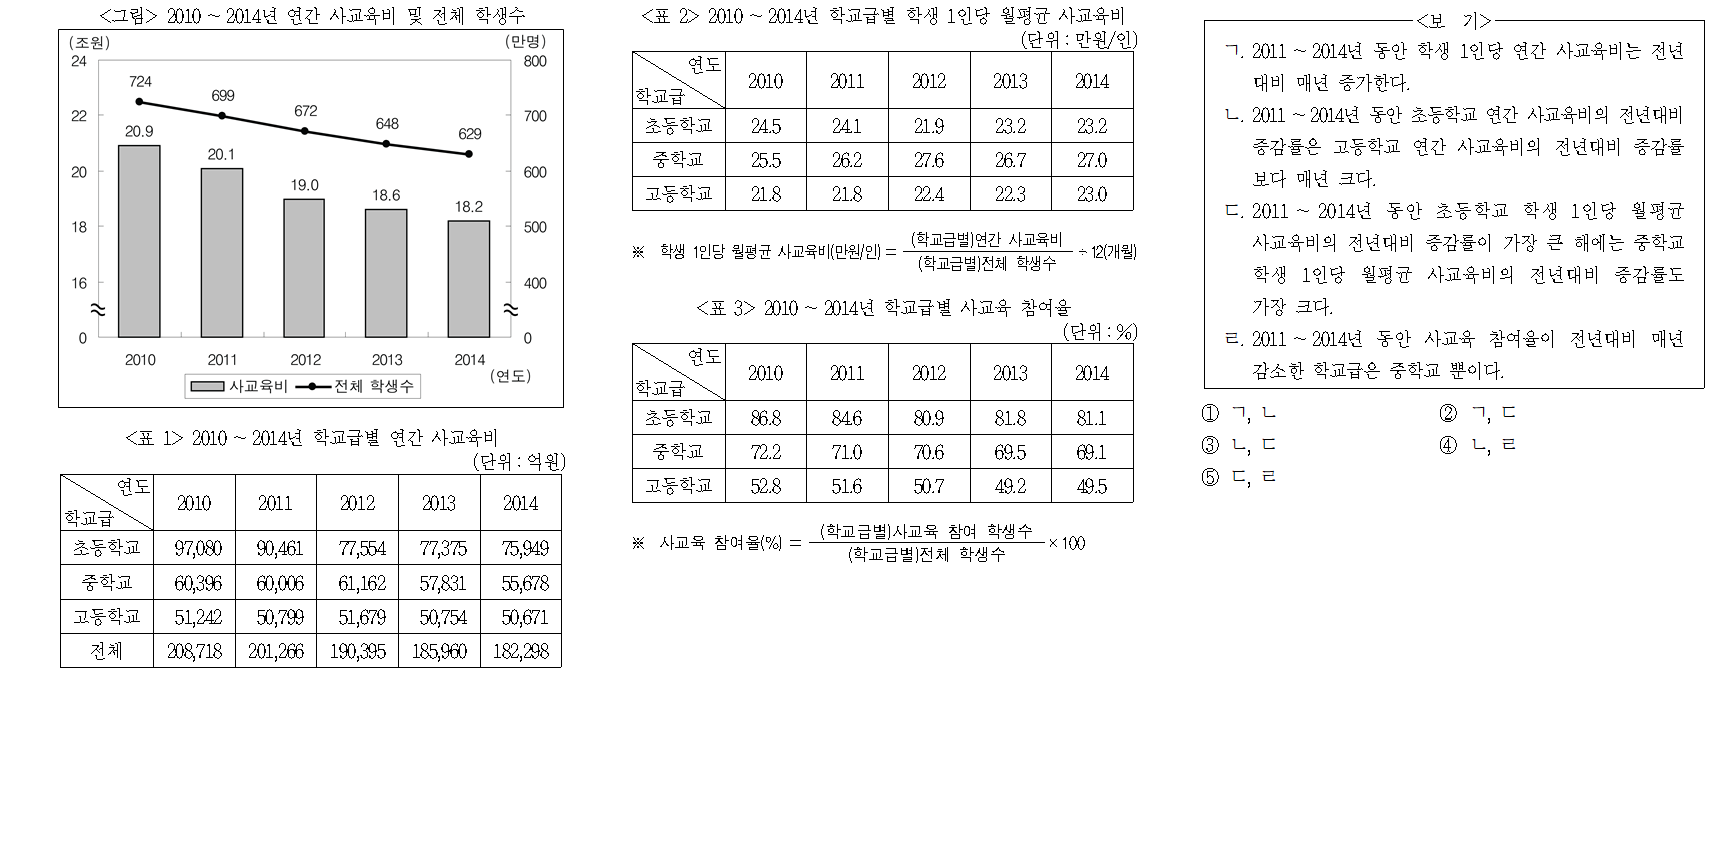 <그림> 2010 ~ 2014년 연간 사교육비 및 전체 학생수
(조원) (만명)
24 800
724
699
672
648
629
22 700
20.9
20.1
19.0
18.6
18.2
20 600
18 500
16 400
0 0
2010 2011 2012 2013 2014 (연도)
사교육비 전체 학생수
<표 1> 2010 ~ 2014년 학교급별 연간 사교육비
(단위 : 억원)
연도 학교급 2010 2011 2012 2013 2014
초등학교 97,080 90,461 77,554 77,375 75,949
중학교 60,396 60,006 61,162 57,831 55,678
고등학교 51,242 50,799 51,679 50,754 50,671
전체 208,718 201,266 190,395 185,960 182,298
<표 2> 2010 ~ 2014년 학교급별 학생 1인당 월평균 사교육비
(단위 : 만원/인)
연도 학교급 2010 2011 2012 2013 2014
초등학교 24.5 24.1 21.9 23.2 23.2
중학교 25.5 26.2 27.6 26.7 27.0
고등학교 21.8 21.8 22.4 22.3 23.0
※ 학생 1인당 월평균 사교육비(만원/인) = (학교급별)연간 사교육비 / (학교급별)전체 학생수 ÷ 12(개월)
<표 3> 2010 ~ 2014년 학교급별 사교육 참여율
(단위 : %)
연도 학교급 2010 2011 2012 2013 2014
초등학교 86.8 84.6 80.9 81.8 81.1
중학교 72.2 71.0 70.6 69.5 69.1
고등학교 52.8 51.6 50.7 49.2 49.5
※ 사교육 참여율(%) = (학교급별)사교육 참여 학생수 / (학교급별)전체 학생수 × 100
<보 기>
ㄱ. 2011 ~ 2014년 동안 학생 1인당 연간 사교육비는 전년
대비 매년 증가한다.
ㄴ. 2011 ~ 2014년 동안 초등학교 연간 사교육비의 전년대비
증감률은 고등학교 연간 사교육비의 전년대비 증감률
보다 매년 크다.
ㄷ. 2011 ~ 2014년 동안 초등학교 학생 1인당 월평균
사교육비의 전년대비 증감률이 가장 큰 해에는 중학교
학생 1인당 월평균 사교육비의 전년대비 증감률도
가장 크다.
ㄹ. 2011 ~ 2014년 동안 사교육 참여율이 전년대비 매년
감소한 학교급은 중학교 뿐이다.
① ㄱ, ㄴ ② ㄱ, ㄷ
③ ㄴ, ㄷ ④ ㄴ, ㄹ
⑤ ㄷ, ㄹ